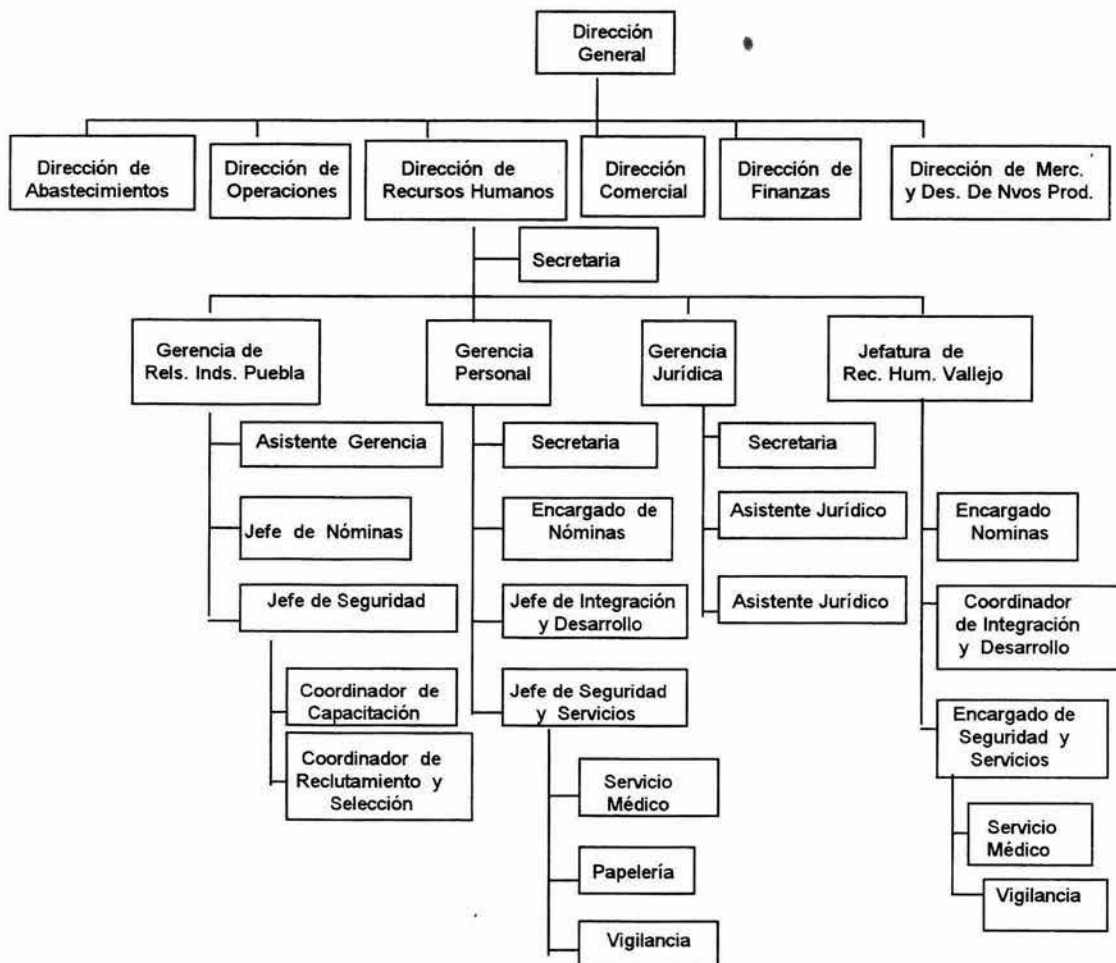 Dirección
General
Dirección de
Abastecimientos
Dirección de
Operaciones
Dirección de
Recursos Humanos
Dirección
Comercial
Dirección de
Finanzas
Dirección de Merc.
y Des. De Nvos Prod.
Secretaria
Gerencia de
Rels. Inds. Puebla
Gerencia
Personal
Gerencia
Jurídica
Jefatura de
Rec. Hum. Vallejo
Asistente Gerencia
Jefe de Nóminas
Jefe de Seguridad
Coordinador de
Capacitación
Coordinador de
Reclutamiento y
Selección
Secretaria
Encargado de
Nóminas
Jefe de Integración
y Desarrollo
Jefe de Seguridad
y Servicios
Servicio
Médico
Papelería
Vigilancia
Secretaria
Asistente Jurídico
Asistente Jurídico
Encargado
Nominas
Coordinador
de Integración
y Desarrollo
Encargado de
Seguridad y
Servicios
Servicio
Médico
Vigilancia